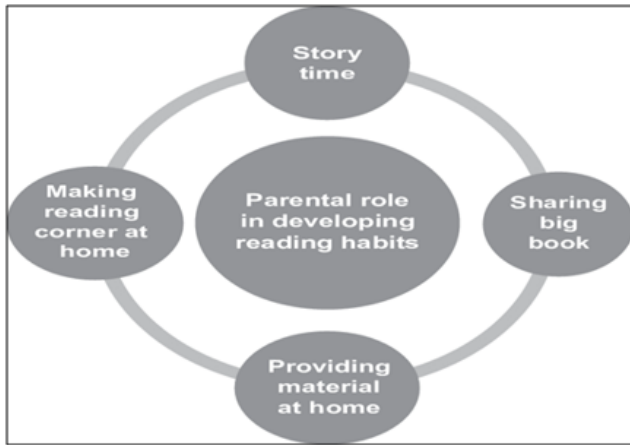 Story
time
Making
reading
corner at
home
Parental role
in developing
reading habits
Sharing
big
book
Providing
material
at home